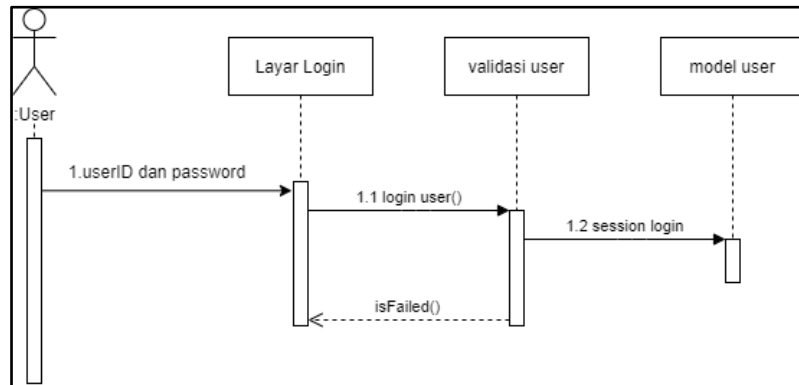 Layar Login
validasi user
model user
:User
1.userID dan password
1.1 login user()
1.2 session login
isFailed()